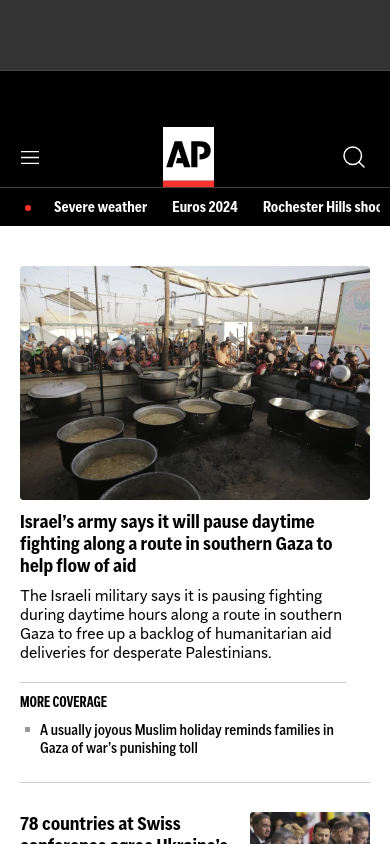 AP
Severe weather Euros 2024 Rochester Hills shoc
Israel’s army says it will pause daytime
fighting along a route in southern Gaza to
help flow of aid
The Israeli military says it is pausing fighting
during daytime hours along a route in southern
Gaza to free up a backlog of humanitarian aid
deliveries for desperate Palestinians.
MORE COVERAGE
A usually joyous Muslim holiday reminds families in
Gaza of war’s punishing toll
78 countries at Swiss
conference agree Ukraine’s